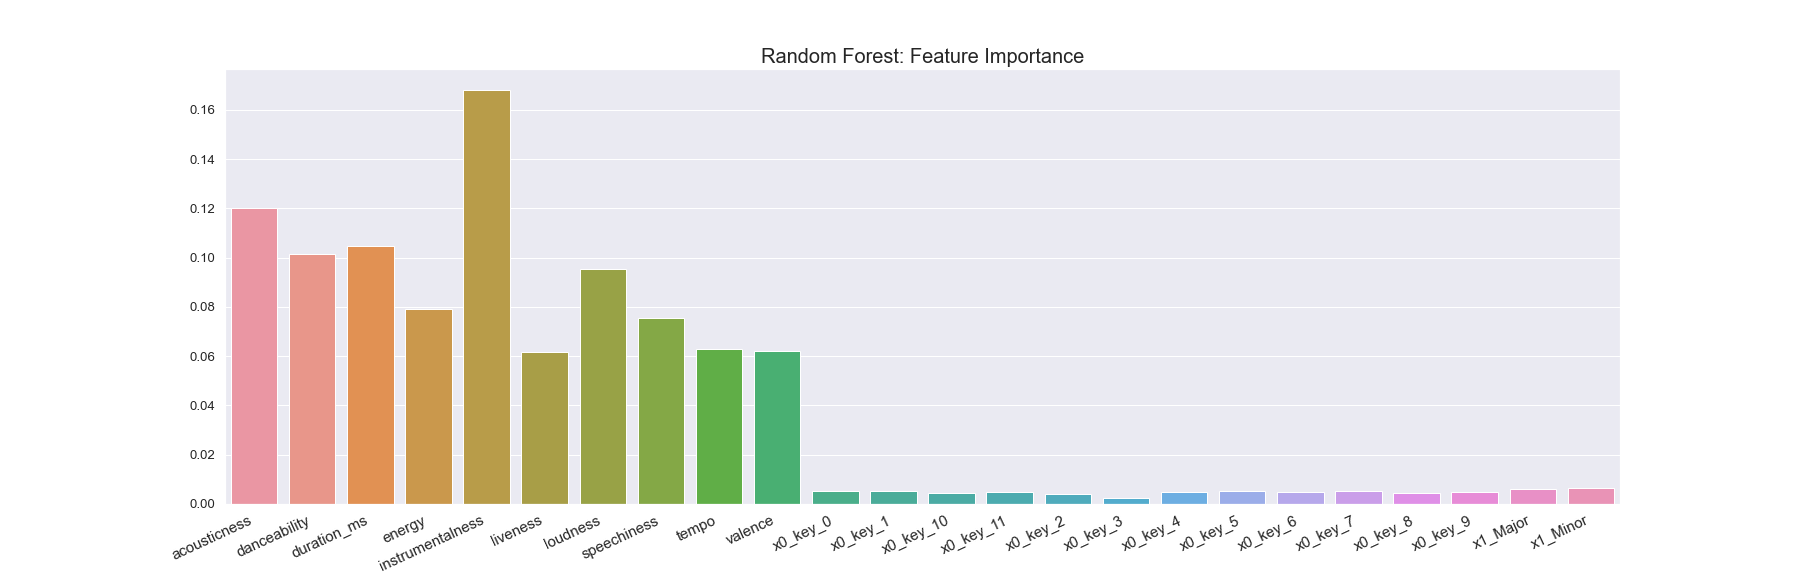 Random Forest: Feature Importance
0.16
0.14
0.12
0.10
0.08
0.06
0.04
0.02
0.00
acousticness
danceability
duration_ms
energy
instrumentalness
liveness
loudness
speechiness
tempo
valence
x0_key_0
x0_key_1
x0_key_10
x0_key_11
x0_key_2
x0_key_3
x0_key_4
x0_key_5
x0_key_6
x0_key_7
x0_key_8
x0_key_9
x1_Major
x1_Minor